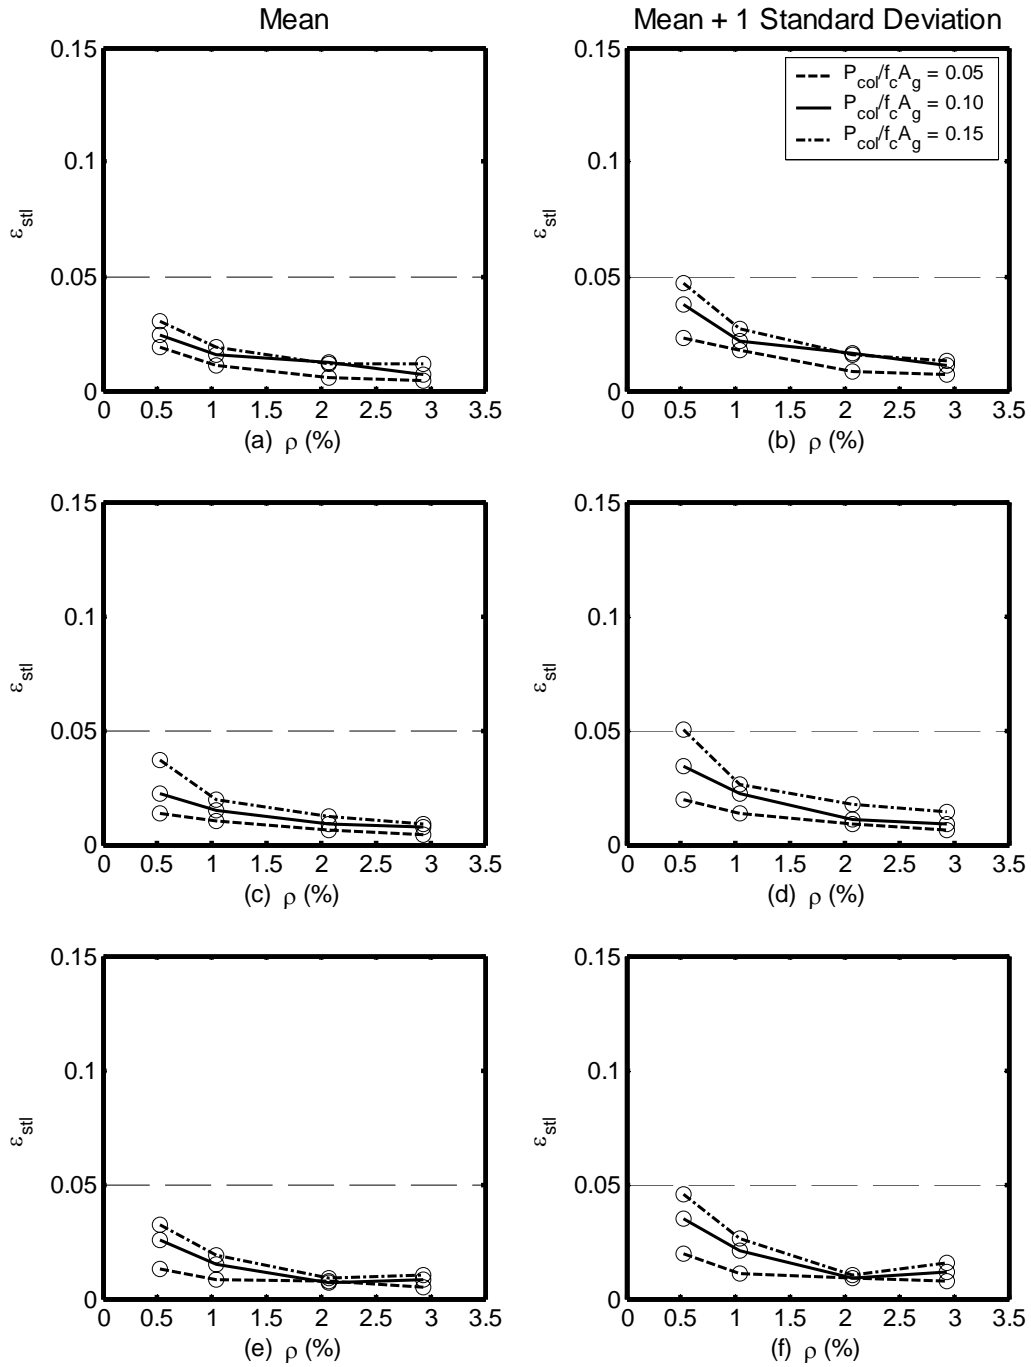 Mean
Mean + 1 Standard Deviation
0.15
0.1
0.05
0
ε_stl
0 0.5 1 1.5 2 2.5 3 3.5
(a) ρ (%)
0.15
0.1
0.05
0
ε_stl
P_col/f_cA_g = 0.05
P_col/f_cA_g = 0.10
P_col/f_cA_g = 0.15
0 0.5 1 1.5 2 2.5 3 3.5
(b) ρ (%)
0.15
0.1
0.05
0
ε_stl
0 0.5 1 1.5 2 2.5 3 3.5
(c) ρ (%)
0.15
0.1
0.05
0
ε_stl
0 0.5 1 1.5 2 2.5 3 3.5
(d) ρ (%)
0.15
0.1
0.05
0
ε_stl
0 0.5 1 1.5 2 2.5 3 3.5
(e) ρ (%)
0.15
0.1
0.05
0
ε_stl
0 0.5 1 1.5 2 2.5 3 3.5
(f) ρ (%)